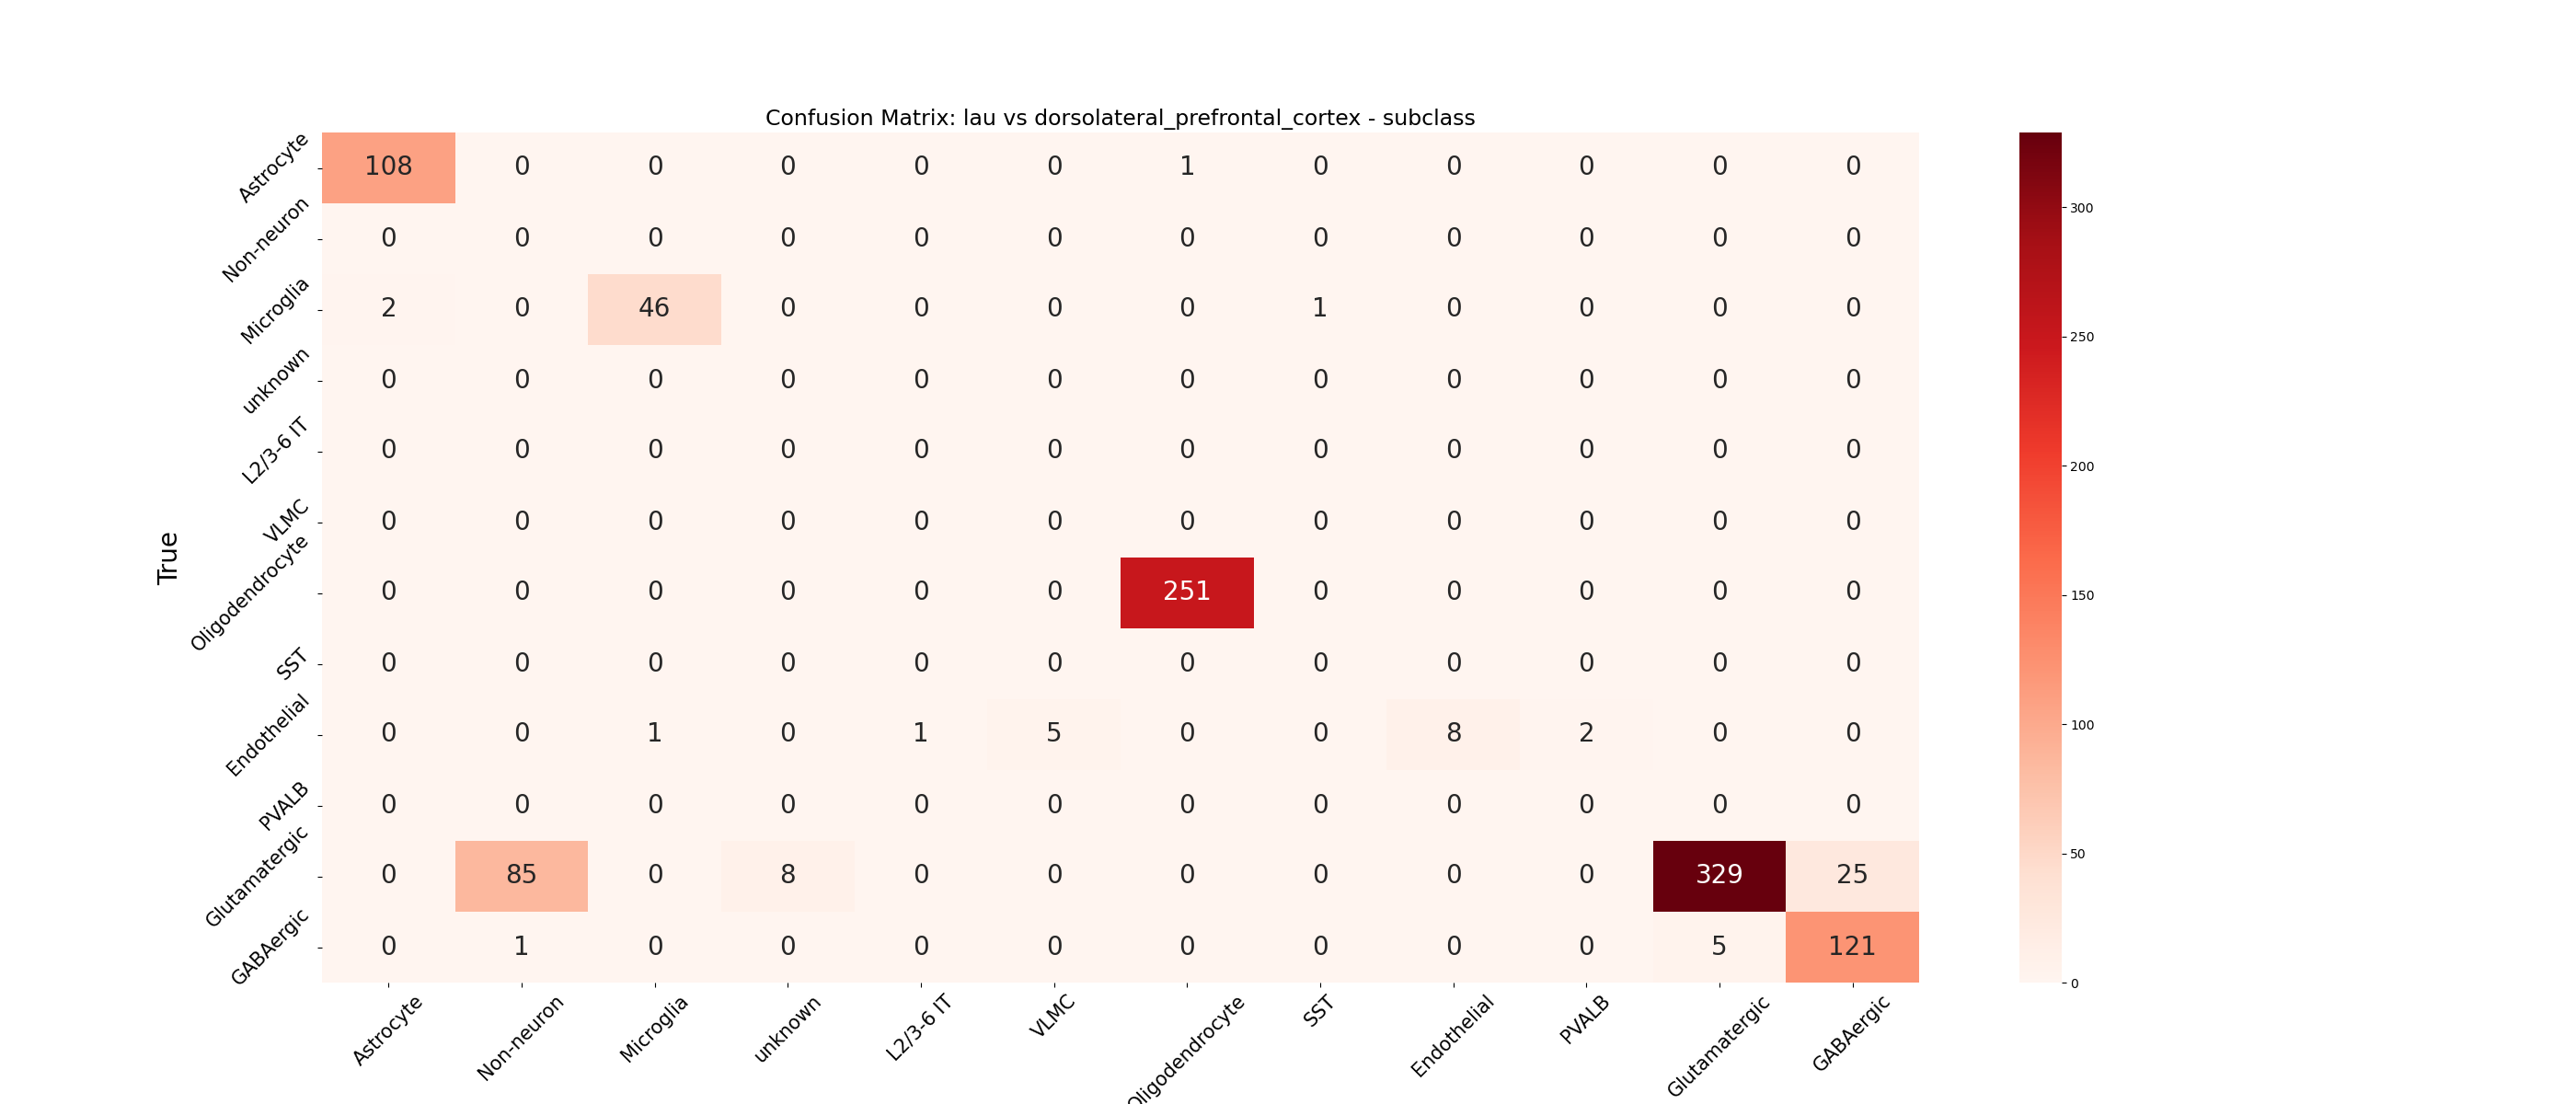 Confusion Matrix: lau vs dorsolateral_prefrontal_cortex - subclass
Astrocyte 108 0 0 0 0 0 1 0 0 0 0 0
Non-neuron 0 0 0 0 0 0 0 0 0 0 0 0
Microglia 2 0 46 0 0 0 0 1 0 0 0 0
unknown 0 0 0 0 0 0 0 0 0 0 0 0
L2/3-6 IT 0 0 0 0 0 0 0 0 0 0 0 0
VLMC 0 0 0 0 0 0 0 0 0 0 0 0
Oligodendrocyte 0 0 0 0 0 0 251 0 0 0 0 0
SST 0 0 0 0 0 0 0 0 0 0 0 0
Endothelial 0 0 1 0 1 5 0 0 8 2 0 0
PVALB 0 0 0 0 0 0 0 0 0 0 0 0
Glutamatergic 0 85 0 8 0 0 0 0 0 0 329 25
GABAergic 0 1 0 0 0 0 0 0 0 0 5 121
True
Astrocyte Non-neuron Microglia unknown L2/3-6 IT VLMC Oligodendrocyte SST Endothelial PVALB Glutamatergic GABAergic
300
250
200
150
100
50
0